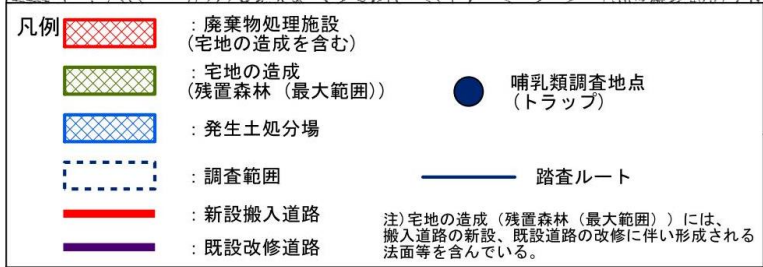 凡例
：廃棄物処理施設
(宅地の造成を含む)
：宅地の造成
(残置森林（最大範囲))
：発生土処分場
：調査範囲
：新設搬入道路
：既設改修道路
哺乳類調査地点
(トラップ)
踏査ルート
注)宅地の造成（残置森林（最大範囲））には、
搬入道路の新設、既設道路の改修に伴い形成される
法面等を含んでいる。